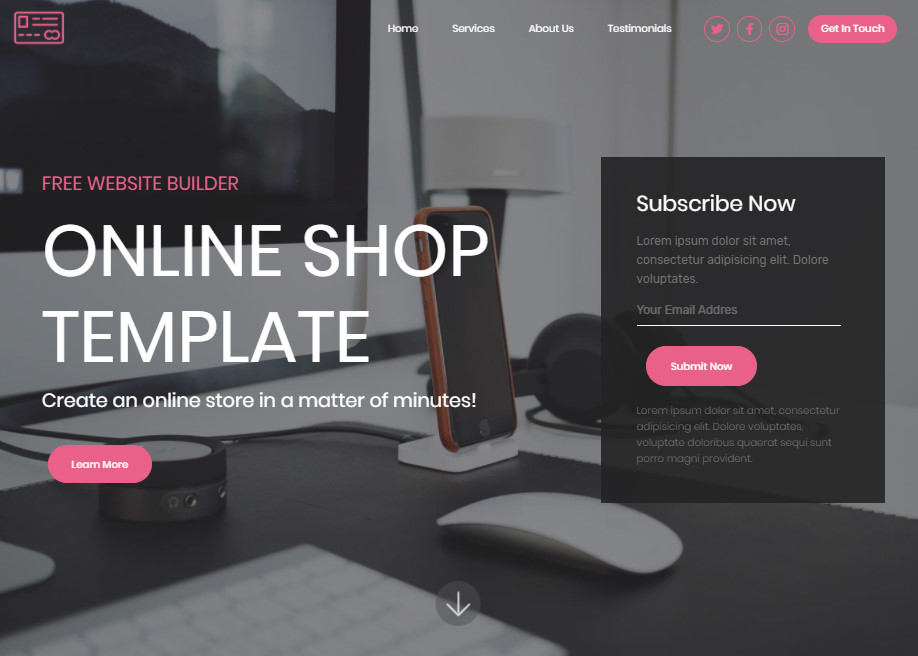 Home Services About Us Testimonials Get In Touch
FREE WEBSITE BUILDER
ONLINE SHOP
TEMPLATE
Create an online store in a matter of minutes!
Learn More
Subscribe Now
Lorem ipsum dolor sit amet,
consectetur adipisicing elit. Dolore
voluptates.
Your Email Addres
Submit Now
Lorem ipsum dolor sit amet, consectetur
adipisicing elit. Dolore voluptates,
voluptate doloribus quaerat sequi sunt
porro magni provident.